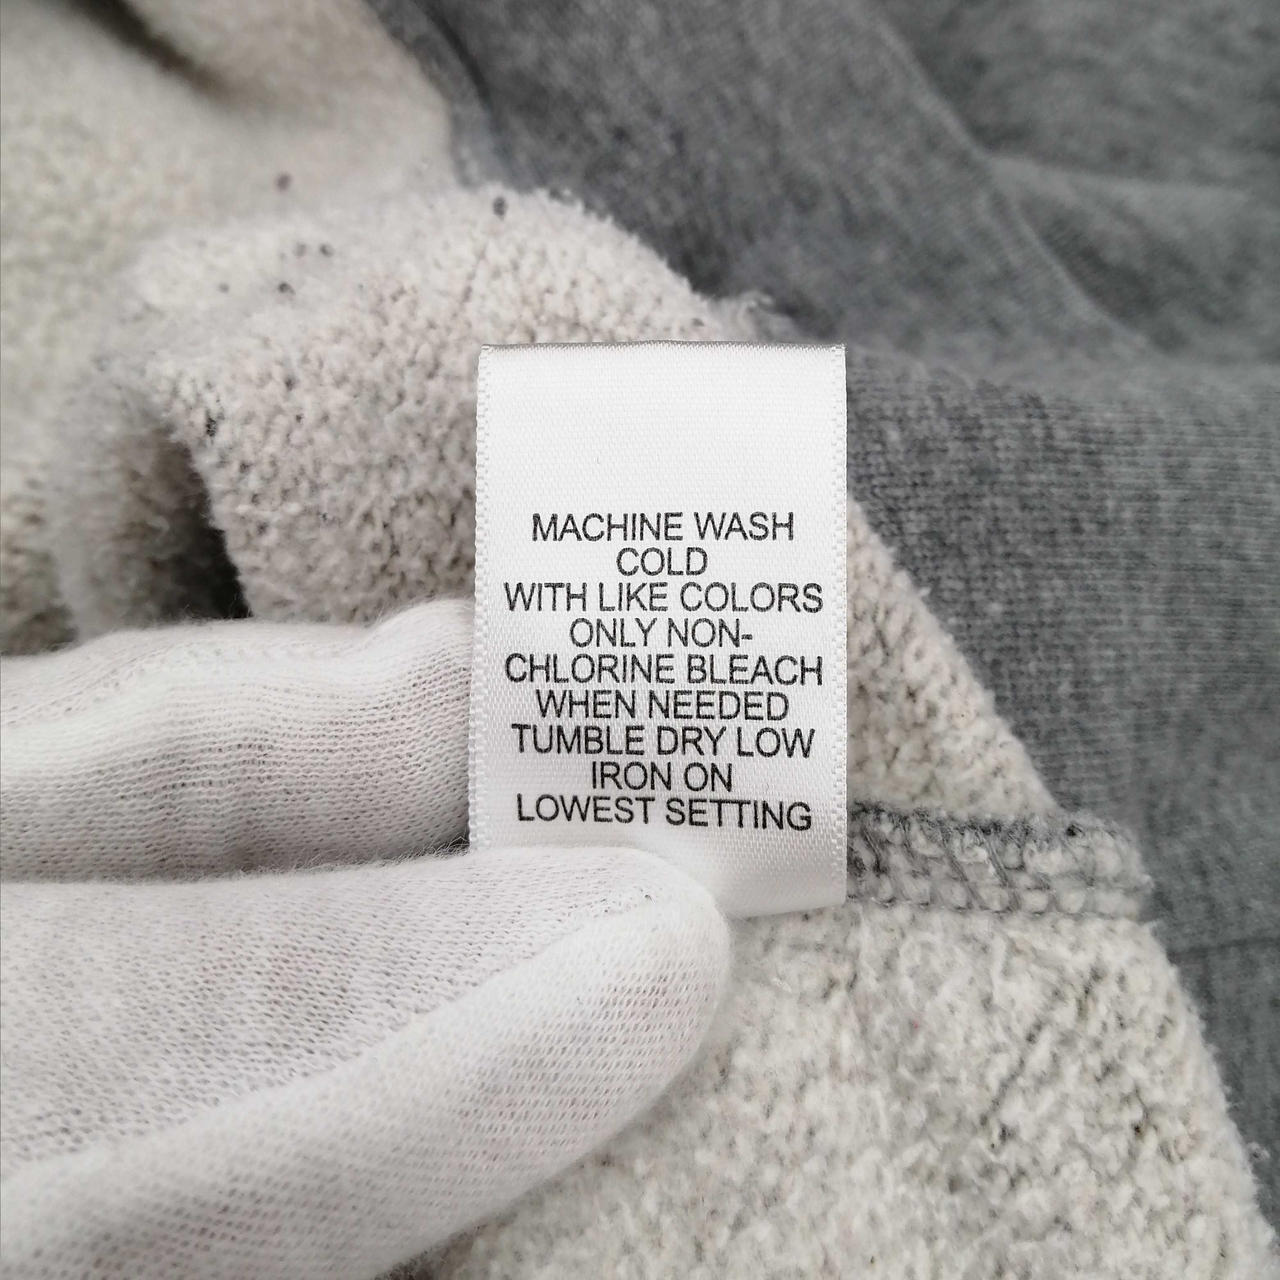 MACHINE WASH
COLD
WITH LIKE COLORS
ONLY NON-
CHLORINE BLEACH
WHEN NEEDED
TUMBLE DRY LOW
IRON ON
LOWEST SETTING